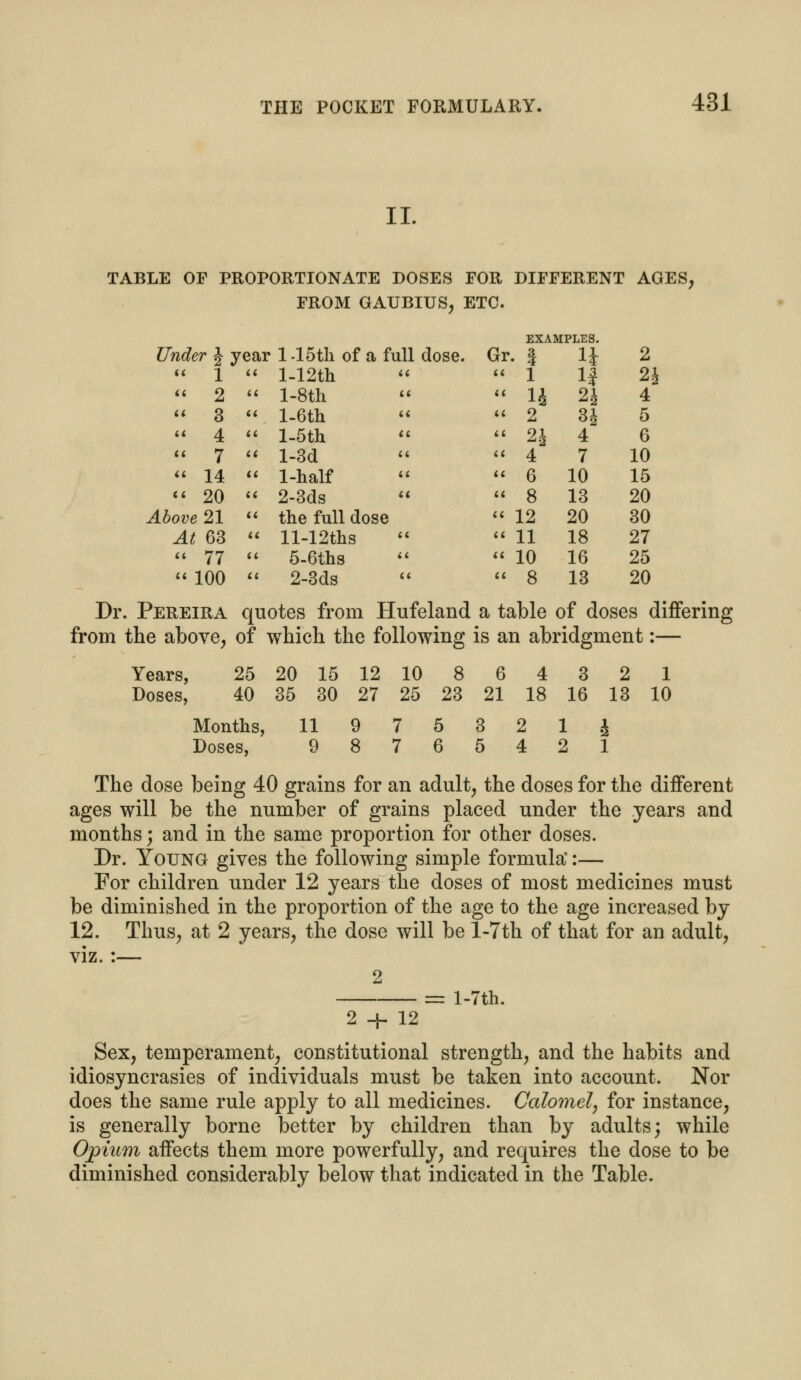 THE POCKET FORMULARY. 431
II.
TABLE OF PROPORTIONATE DOSES FOR DIFFERENT AGES,
FROM GAUBIUS, ETC.
EXAMPLES.
Under ½ year 1-15th of a full dose. Gr. ¾ 1¼ 2
“ 1 “ 1-12th “ “ 1 1¾ 2½
“ 2 “ 1-8th “ “ 1½ 2½ 4
“ 3 “ 1-6th “ “ 2 3½ 5
“ 4 “ 1-5th “ “ 2½ 4 6
“ 7 “ 1-3d “ “ 4 7 10
“ 14 “ 1-half “ “ 6 10 15
“ 20 “ 2-3ds “ “ 8 13 20
Above 21 “ the full dose “ 12 20 30
At 63 “ 11-12ths “ “ 11 18 27
“ 77 “ 5-6ths “ “ 10 16 25
“ 100 “ 2-3ds “ “ 8 13 20
Dr. PEREIRA quotes from Hufeland a table of doses differing
from the above, of which the following is an abridgment:—
Years, 25 20 15 12 10 8 6 4 3 2 1
Doses, 40 35 30 27 25 23 21 18 16 13 10
Months, 11 9 7 5 3 2 1 ½
Doses, 9 8 7 6 5 4 2 1
The dose being 40 grains for an adult, the doses for the different
ages will be the number of grains placed under the years and
months; and in the same proportion for other doses.
Dr. YOUNG gives the following simple formula:—
For children under 12 years the doses of most medicines must
be diminished in the proportion of the age to the age increased by
12. Thus, at 2 years, the dose will be 1-7th of that for an adult,
viz. :—
2
——— = 1-7th.
2 + 12
Sex, temperament, constitutional strength, and the habits and
idiosyncrasies of individuals must be taken into account. Nor
does the same rule apply to all medicines. Calomel, for instance,
is generally borne better by children than by adults; while
Opium affects them more powerfully, and requires the dose to be
diminished considerably below that indicated in the Table.